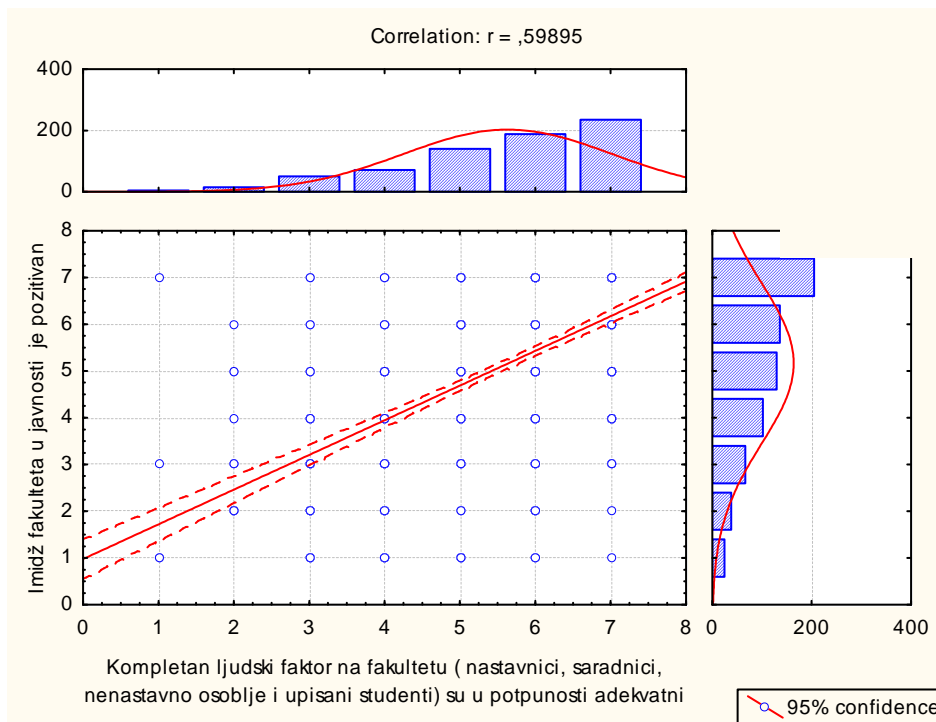 Correlation: r = ,59895
400
200
0
8
7
6
5
4
3
2
1
0
0 1 2 3 4 5 6 7 8
0 200 400
Imidž fakulteta u javnosti je pozitivan
Kompletan ljudski faktor na fakultetu ( nastavnici, saradnici,
nenastavno osoblje i upisani studenti) su u potpunosti adekvatni
95% confidence